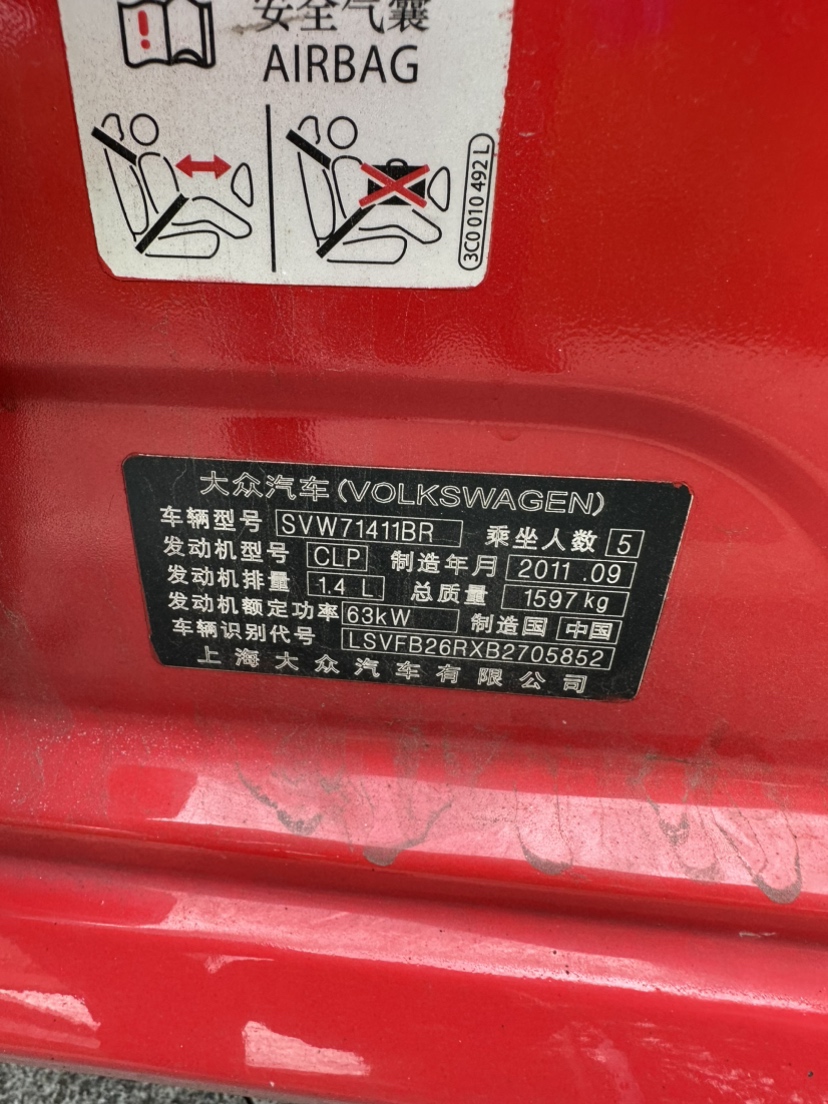 安全气囊
AIRBAG
3C0 010 492 L
大众汽车(VOLKSWAGEN)
车辆型号 SVW71411BR 乘坐人数 5
发动机型号 CLP 制造年月 2011.09
发动机排量 1.4 L 总质量 1597 kg
发动机额定功率 63kW 制造国 中国
车辆识别代号 LSVFB26RXB2705852
上海大众汽车有限公司